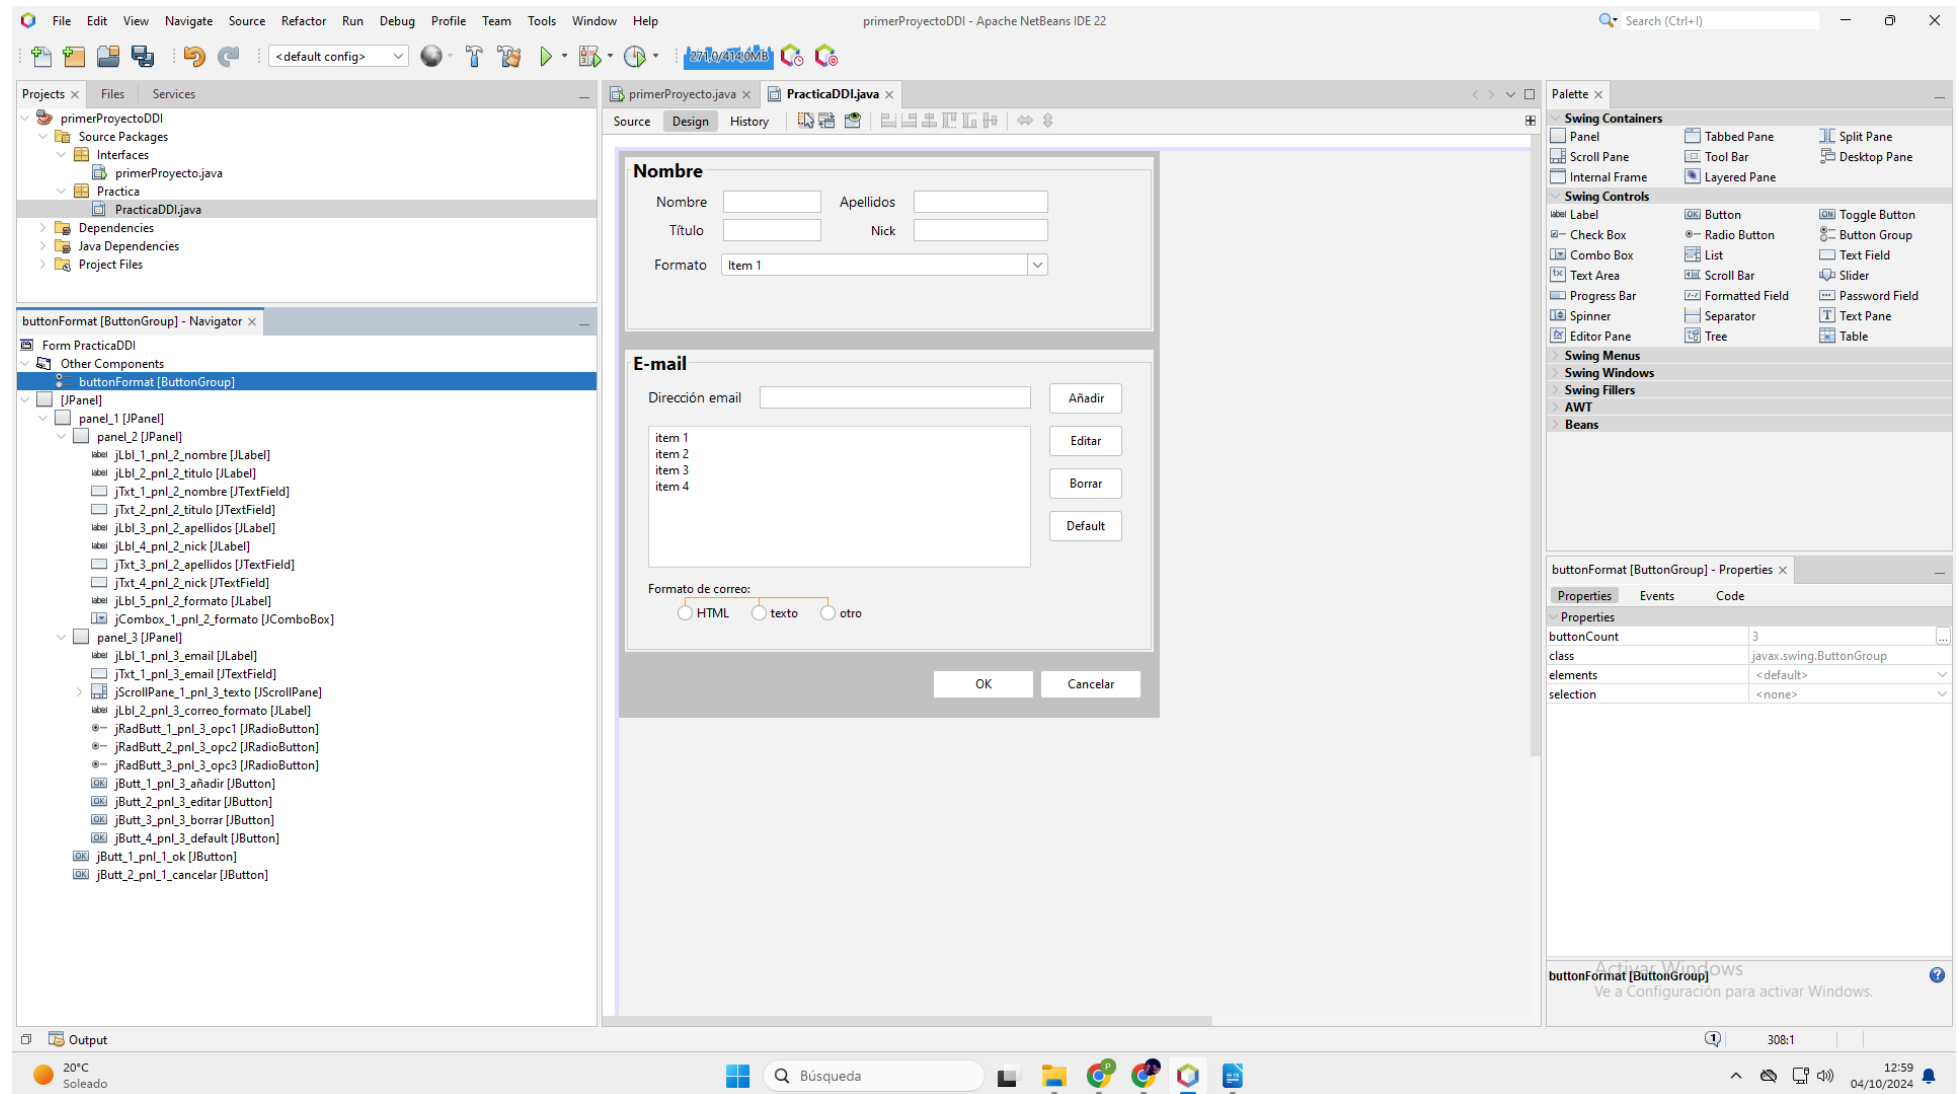 File Edit View Navigate Source Refactor Run Debug Profile Team Tools Window Help primerProyectoDDI - Apache NetBeans IDE 22 Search (Ctrl+I)
<default config> 271,0/414,0MB
Projects Files Services
primerProyectoDDI
Source Packages
Interfaces
primerProyecto.java
Practica
PracticaDDI.java
Dependencies
Java Dependencies
Project Files
buttonFormat [ButtonGroup] - Navigator
Form PracticaDDI
Other Components
buttonFormat [ButtonGroup]
[JPanel]
panel_1 [JPanel]
panel_2 [JPanel]
jLbl_1_pnl_2_nombre [JLabel]
jLbl_2_pnl_2_titulo [JLabel]
jTxt_1_pnl_2_nombre [JTextField]
jTxt_2_pnl_2_titulo [JTextField]
jLbl_3_pnl_2_apellidos [JLabel]
jLbl_4_pnl_2_nick [JLabel]
jTxt_3_pnl_2_apellidos [JTextField]
jTxt_4_pnl_2_nick [JTextField]
jLbl_5_pnl_2_formato [JLabel]
jCombox_1_pnl_2_formato [JComboBox]
panel_3 [JPanel]
jLbl_1_pnl_3_email [JLabel]
jTxt_1_pnl_3_email [JTextField]
jScrollPane_1_pnl_3_texto [JScrollPane]
jLbl_2_pnl_3_correo_formato [JLabel]
jRadButt_1_pnl_3_opc1 [JRadioButton]
jRadButt_2_pnl_3_opc2 [JRadioButton]
jRadButt_3_pnl_3_opc3 [JRadioButton]
jButt_1_pnl_3_añadir [JButton]
jButt_2_pnl_3_editar [JButton]
jButt_3_pnl_3_borrar [JButton]
jButt_4_pnl_3_default [JButton]
jButt_1_pnl_1_ok [JButton]
jButt_2_pnl_1_cancelar [JButton]
primerProyecto.java PracticaDDI.java
Source Design History
Nombre
Nombre Apellidos
Título Nick
Formato Item 1
E-mail
Dirección email Añadir
item 1
item 2
item 3
item 4
Editar
Borrar
Default
Formato de correo:
HTML texto otro
OK Cancelar
Palette
Swing Containers
Panel Tabbed Pane Split Pane
Scroll Pane Tool Bar Desktop Pane
Internal Frame Layered Pane
Swing Controls
label Label OK Button ON Toggle Button
Check Box Radio Button Button Group
Combo Box List Text Field
Text Area Scroll Bar Slider
Progress Bar Formatted Field Password Field
Spinner Separator Text Pane
Editor Pane Tree Table
Swing Menus
Swing Windows
Swing Fillers
AWT
Beans
buttonFormat [ButtonGroup] - Properties
Properties Events Code
Properties
buttonCount 3 ...
class javax.swing.ButtonGroup
elements <default>
selection <none>
Activar Windows
buttonFormat [ButtonGroup]
Ve a Configuración para activar Windows.
Output 1 308:1
20°C
Soleado
Búsqueda
12:59
04/10/2024